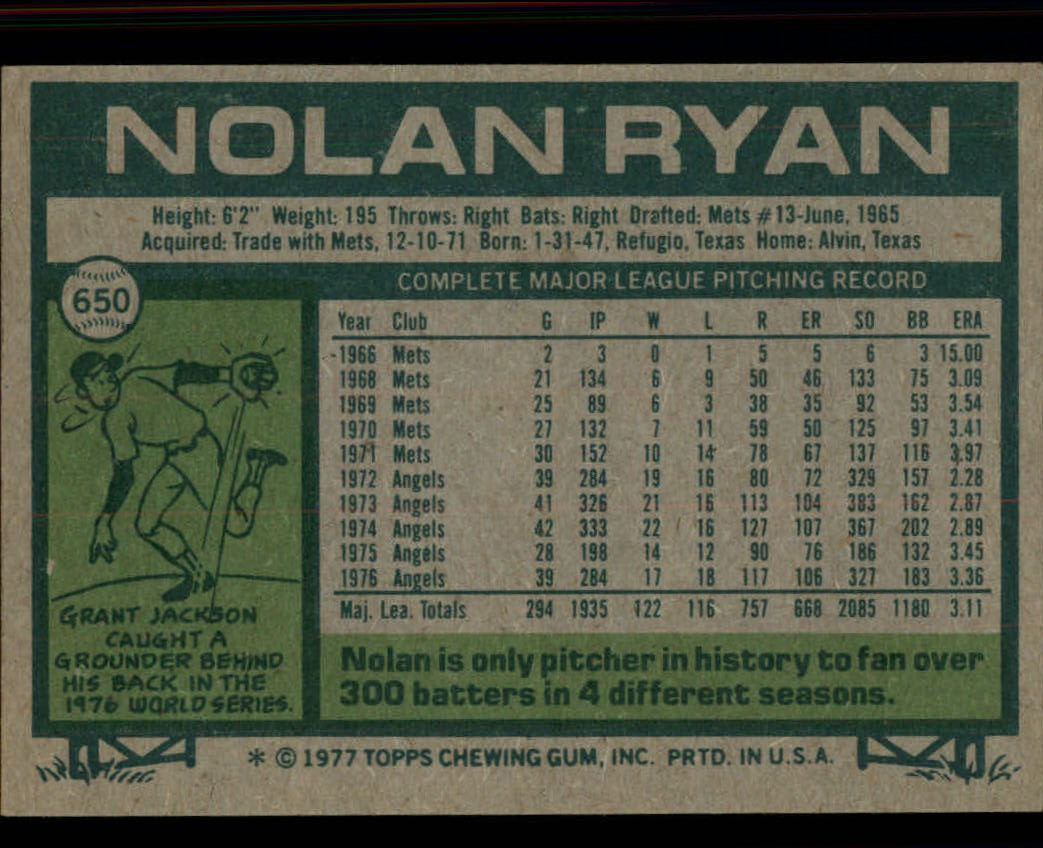 NOLAN RYAN
Height: 6'2" Weight: 195 Throws: Right Bats: Right Drafted: Mets #13-June, 1965
Acquired: Trade with Mets, 12-10-71 Born: 1-31-47, Refugio, Texas Home: Alvin, Texas
650
COMPLETE MAJOR LEAGUE PITCHING RECORD
Year Club G IP W L R ER SO BB ERA
1966 Mets 2 3 0 1 5 5 6 3 15.00
1968 Mets 21 134 6 9 50 46 133 75 3.09
1969 Mets 25 89 6 3 38 35 92 53 3.54
1970 Mets 27 132 7 11 59 50 125 97 3.41
1971 Mets 30 152 10 14 78 67 137 116 3.97
1972 Angels 39 284 19 16 80 72 329 157 2.28
1973 Angels 41 326 21 16 113 104 383 162 2.87
1974 Angels 42 333 22 16 127 107 367 202 2.89
1975 Angels 28 198 14 12 90 76 186 132 3.45
1976 Angels 39 284 17 18 117 106 327 183 3.36
Maj. Lea. Totals 294 1935 122 116 757 668 2085 1180 3.11
GRANT JACKSON
CAUGHT A
GROUNDER BEHIND
HIS BACK IN THE
1976 WORLD SERIES.
Nolan is only pitcher in history to fan over
300 batters in 4 different seasons.
* © 1977 TOPPS CHEWING GUM, INC. PRTD. IN U.S.A.